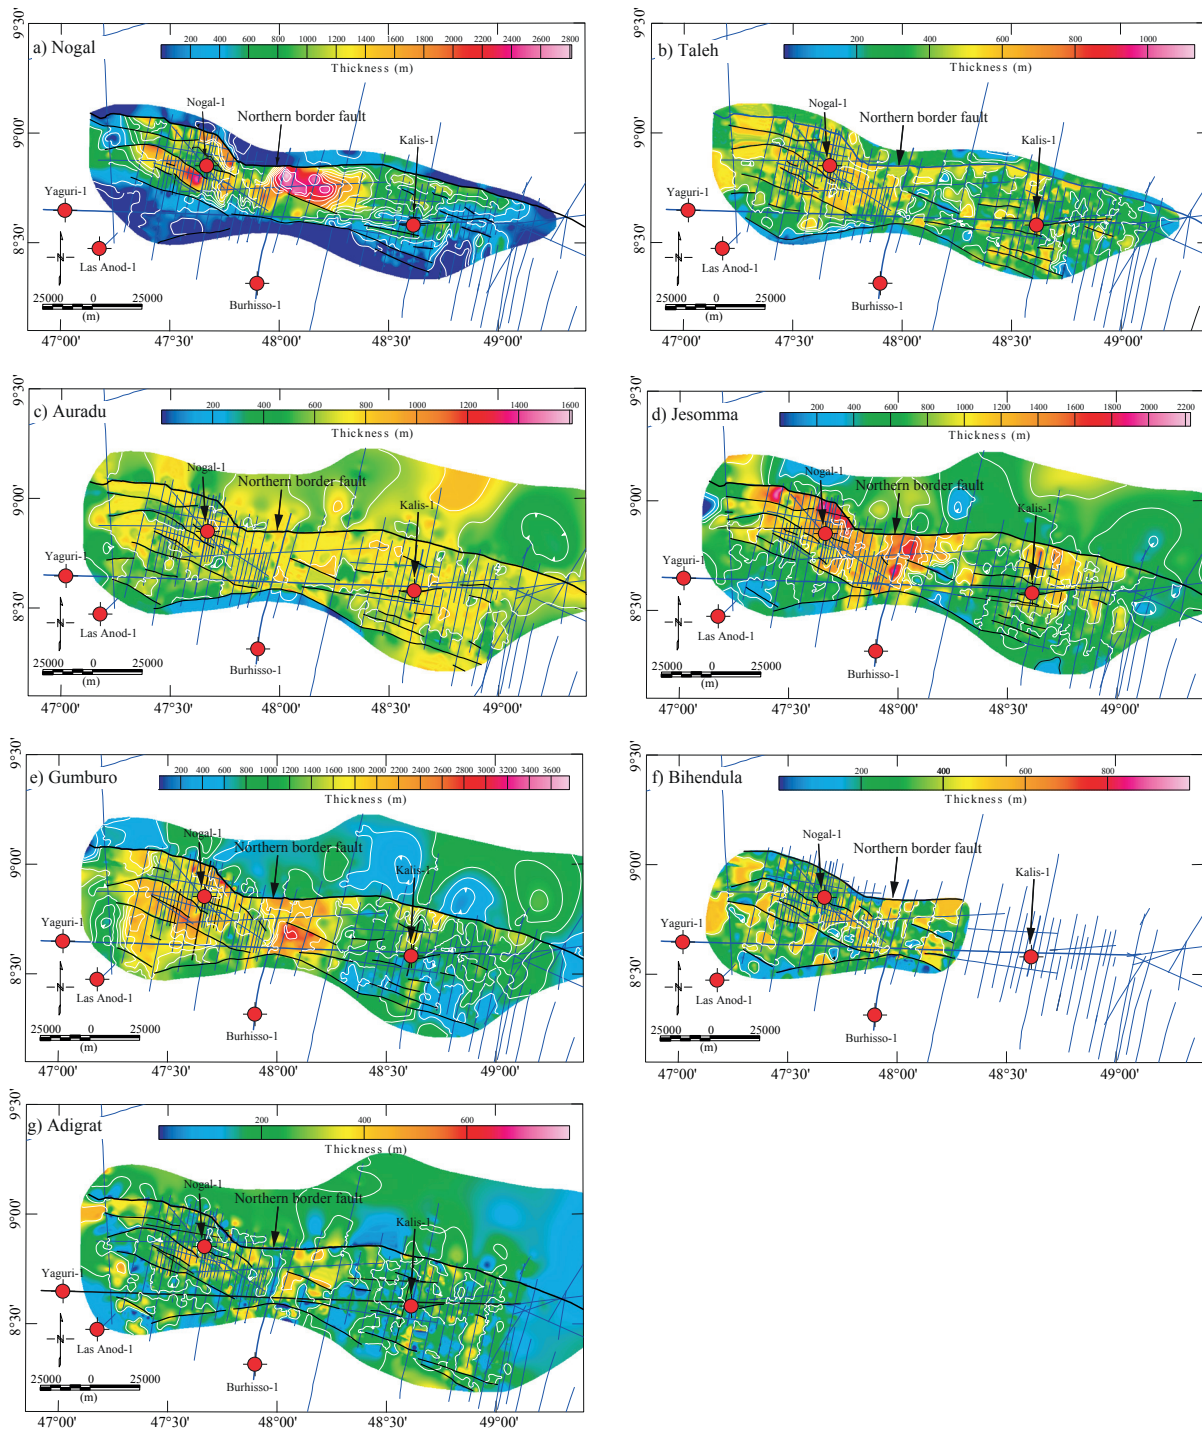 a) Nogal
200 400 600 800 1000 1200 1400 1600 1800 2000 2200 2400 2600 2800
Thickness (m)
Nogal-1
Northern border fault
Kalis-1
Yaguri-1
Las Anod-1
Burhisso-1
N
25000 0 25000
(m)
9°30'
9°00'
8°30'
47°00' 47°30' 48°00' 48°30' 49°00'
b) Taleh
200 400 600 800 1000
Thickness (m)
Nogal-1
Northern border fault
Kalis-1
Yaguri-1
Las Anod-1
Burhisso-1
N
25000 0 25000
(m)
9°30'
9°00'
8°30'
47°00' 47°30' 48°00' 48°30' 49°00'
c) Auradu
200 400 600 800 1000 1200 1400 1600
Thickness (m)
Nogal-1
Northern border fault
Kalis-1
Yaguri-1
Las Anod-1
Burhisso-1
N
25000 0 25000
(m)
9°30'
9°00'
8°30'
47°00' 47°30' 48°00' 48°30' 49°00'
d) Jesomma
200 400 600 800 1000 1200 1400 1600 1800 2000 2200
Thickness (m)
Nogal-1
Northern border fault
Kalis-1
Yaguri-1
Las Anod-1
Burhisso-1
N
25000 0 25000
(m)
9°30'
9°00'
8°30'
47°00' 47°30' 48°00' 48°30' 49°00'
e) Gumburo
200 400 600 800 1000 1200 1400 1600 1800 2000 2200 2400 2600 2800 3000 3200 3400 3600
Thickness (m)
Nogal-1
Northern border fault
Kalis-1
Yaguri-1
Las Anod-1
Burhisso-1
N
25000 0 25000
(m)
9°30'
9°00'
8°30'
47°00' 47°30' 48°00' 48°30' 49°00'
f) Bihendula
200 400 600 800
Thickness (m)
Nogal-1
Northern border fault
Kalis-1
Yaguri-1
Las Anod-1
Burhisso-1
N
25000 0 25000
(m)
9°30'
9°00'
8°30'
47°00' 47°30' 48°00' 48°30' 49°00'
g) Adigrat
200 400 600
Thickness (m)
Nogal-1
Northern border fault
Kalis-1
Yaguri-1
Las Anod-1
Burhisso-1
N
25000 0 25000
(m)
9°30'
9°00'
8°30'
47°00' 47°30' 48°00' 48°30' 49°00'